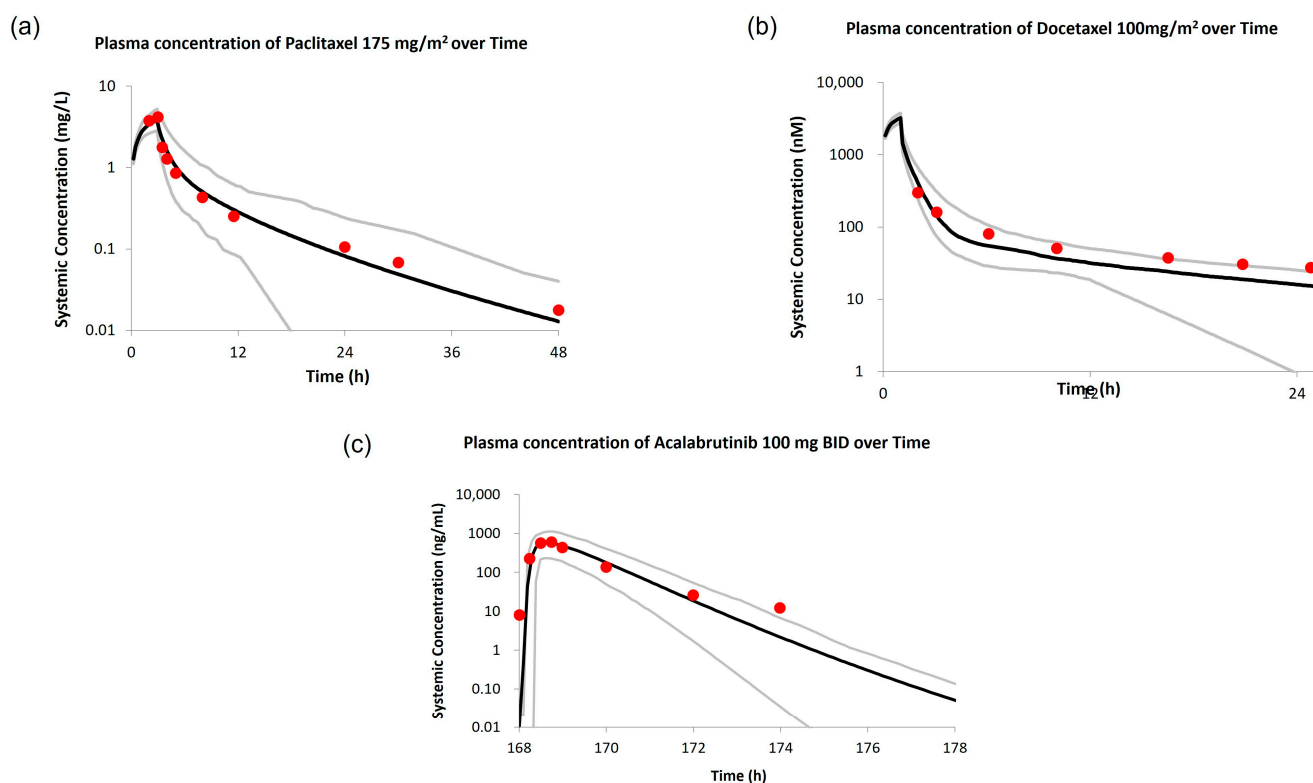 (a)
Plasma concentration of Paclitaxel 175 mg/m² over Time
Systemic Concentration (mg/L)
10
1
0.1
0.01
0 12 24 36 48
Time (h)
(b)
Plasma concentration of Docetaxel 100mg/m² over Time
Systemic Concentration (nM)
10,000
1000
100
10
1
0 12 24
Time (h)
(c)
Plasma concentration of Acalabrutinib 100 mg BID over Time
Systemic Concentration (ng/mL)
10,000
1000
100
10
1
0.10
0.01
168 170 172 174 176 178
Time (h)